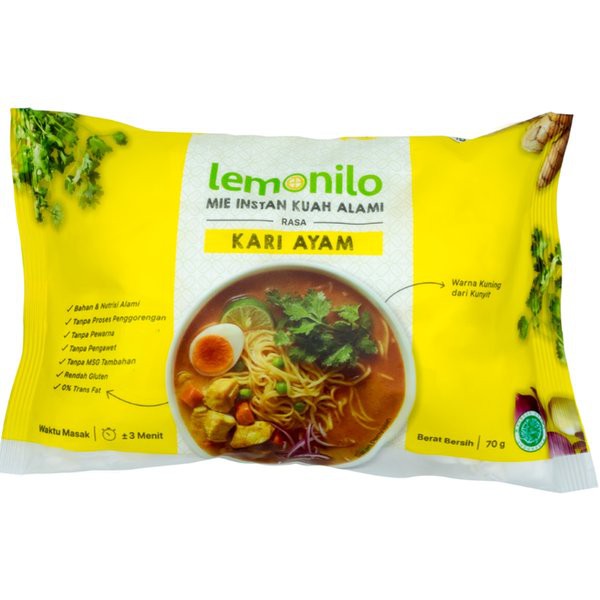 lemonilo
MIE INSTAN KUAH ALAMI
RASA
KARI AYAM
Warna Kuning
dari Kunyit
✓ Bahan & Nutrisi Alami
✓ Tanpa Proses Penggorengan
✓ Tanpa Pewarna
✓ Tanpa Pengawet
✓ Tanpa MSG Tambahan
✓ Rendah Gluten
✓ 0% Trans Fat
Waktu Masak | ±3 Menit
Berat Bersih | 70 g